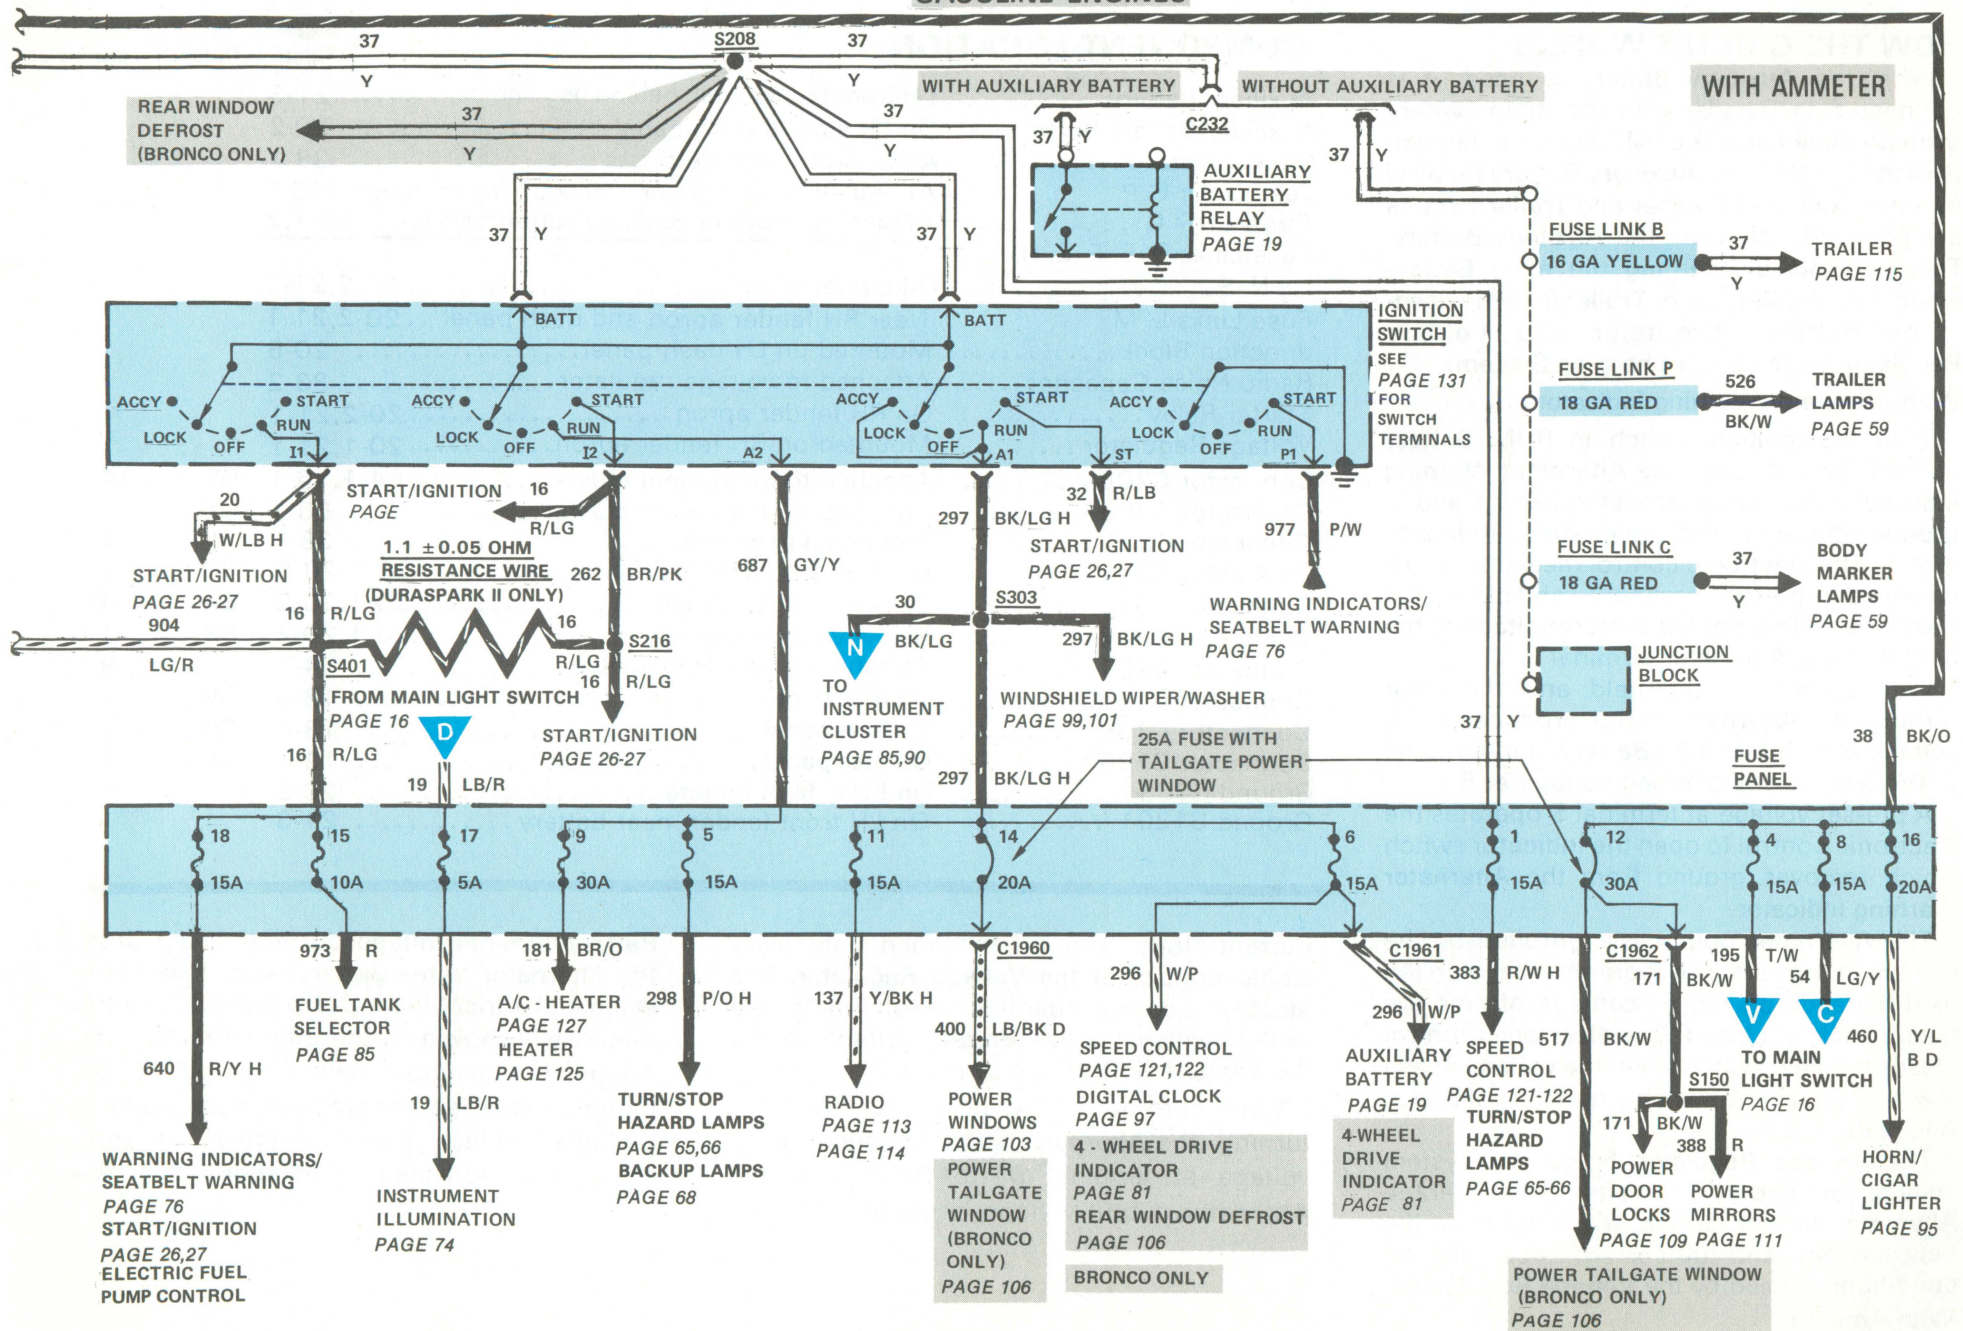 GASOLINE ENGINES
37
Y
S208
37
Y
WITH AUXILIARY BATTERY
WITHOUT AUXILIARY BATTERY
WITH AMMETER
REAR WINDOW
DEFROST
(BRONCO ONLY)
37
Y
37
Y
37 Y
C232
37 Y
AUXILIARY
BATTERY
RELAY
PAGE 19
37 Y
37 Y
FUSE LINK B
16 GA YELLOW
37
Y
TRAILER
PAGE 115
FUSE LINK P
18 GA RED
526
BK/W
TRAILER
LAMPS
PAGE 59
FUSE LINK C
18 GA RED
37
Y
BODY
MARKER
LAMPS
PAGE 59
JUNCTION
BLOCK
BATT
BATT
IGNITION
SWITCH
SEE
PAGE 131
FOR
SWITCH
TERMINALS
ACCY
LOCK
OFF
RUN
START
I1
ACCY
LOCK
OFF
RUN
START
I2
A2
ACCY
LOCK
OFF
RUN
START
A1
ST
ACCY
LOCK
OFF
RUN
START
P1
20
W/LB H
START/IGNITION
PAGE 26-27
START/IGNITION
PAGE
16
R/LG
1.1 ±0.05 OHM
RESISTANCE WIRE
(DURASPARK II ONLY)
262 BR/PK
687 GY/Y
297 BK/LG H
32 R/LB
START/IGNITION
PAGE 26,27
977 P/W
WARNING INDICATORS/
SEATBELT WARNING
PAGE 76
16 R/LG
904
LG/R
S401
16
R/LG
S216
16 R/LG
START/IGNITION
PAGE 26-27
30
BK/LG
S303
297 BK/LG H
N
TO
INSTRUMENT
CLUSTER
PAGE 85,90
WINDSHIELD WIPER/WASHER
PAGE 99,101
FROM MAIN LIGHT SWITCH
PAGE 16
D
16 R/LG
19 LB/R
297 BK/LG H
25A FUSE WITH
TAILGATE POWER
WINDOW
37 Y
FUSE
PANEL
38 BK/O
18
15A
15
10A
17
5A
9
30A
5
15A
11
15A
14
20A
6
15A
1
15A
12
30A
4
15A
8
15A
16
20A
973 R
FUEL TANK
SELECTOR
PAGE 85
181 BR/O
A/C - HEATER
PAGE 127
HEATER
PAGE 125
298 P/O H
137 Y/BK H
C1960
400 LB/BK D
296 W/P
C1961
296 W/P
383 R/W H
C1962
171 BK/W
517 BK/W
195 T/W
54 LG/Y
V
C
TO MAIN
LIGHT SWITCH
PAGE 16
460 Y/L
B D
640 R/Y H
WARNING INDICATORS/
SEATBELT WARNING
PAGE 76
START/IGNITION
PAGE 26,27
ELECTRIC FUEL
PUMP CONTROL
19 LB/R
INSTRUMENT
ILLUMINATION
PAGE 74
TURN/STOP
HAZARD LAMPS
PAGE 65,66
BACKUP LAMPS
PAGE 68
RADIO
PAGE 113
PAGE 114
POWER
WINDOWS
PAGE 103
POWER
TAILGATE
WINDOW
(BRONCO
ONLY)
PAGE 106
SPEED CONTROL
PAGE 121,122
DIGITAL CLOCK
PAGE 97
4 - WHEEL DRIVE
INDICATOR
PAGE 81
REAR WINDOW DEFROST
PAGE 106
BRONCO ONLY
AUXILIARY
BATTERY
PAGE 19
4-WHEEL
DRIVE
INDICATOR
PAGE 81
SPEED
CONTROL
PAGE 121-122
TURN/STOP
HAZARD
LAMPS
PAGE 65-66
S150
171 BK/W
388 R
POWER
DOOR
LOCKS
PAGE 109
POWER
MIRRORS
PAGE 111
HORN/
CIGAR
LIGHTER
PAGE 95
POWER TAILGATE WINDOW
(BRONCO ONLY)
PAGE 106